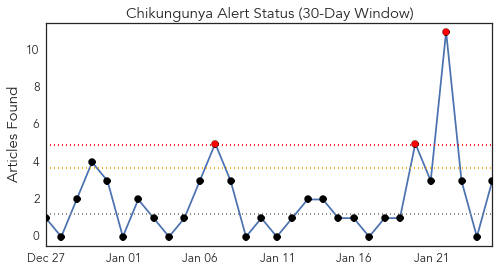 Chikungunya Alert Status (30-Day Window)
Articles Found
10
8
6
4
2
0
Dec 27 Jan 01 Jan 06 Jan 11 Jan 16 Jan 21